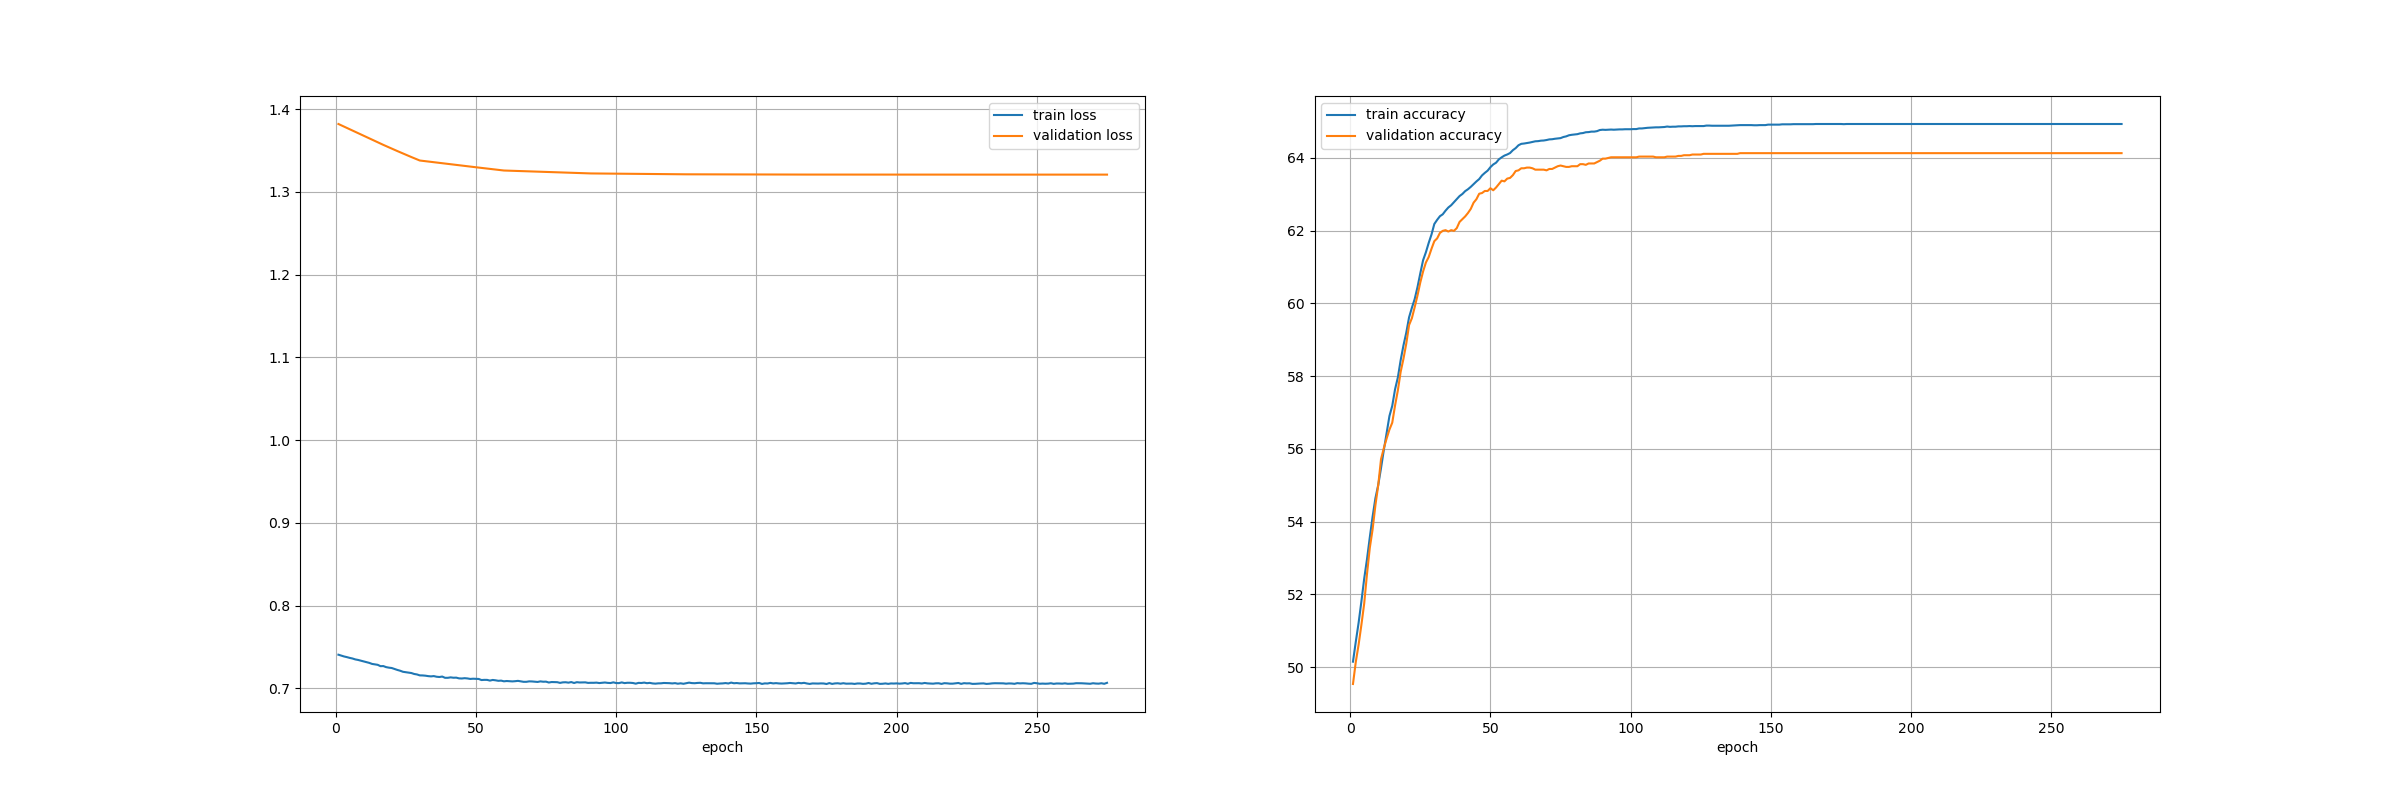 1.4
1.3
1.2
1.1
1.0
0.9
0.8
0.7
0 50 100 150 200 250
epoch
train loss
validation loss
64
62
60
58
56
54
52
50
0 50 100 150 200 250
epoch
train accuracy
validation accuracy